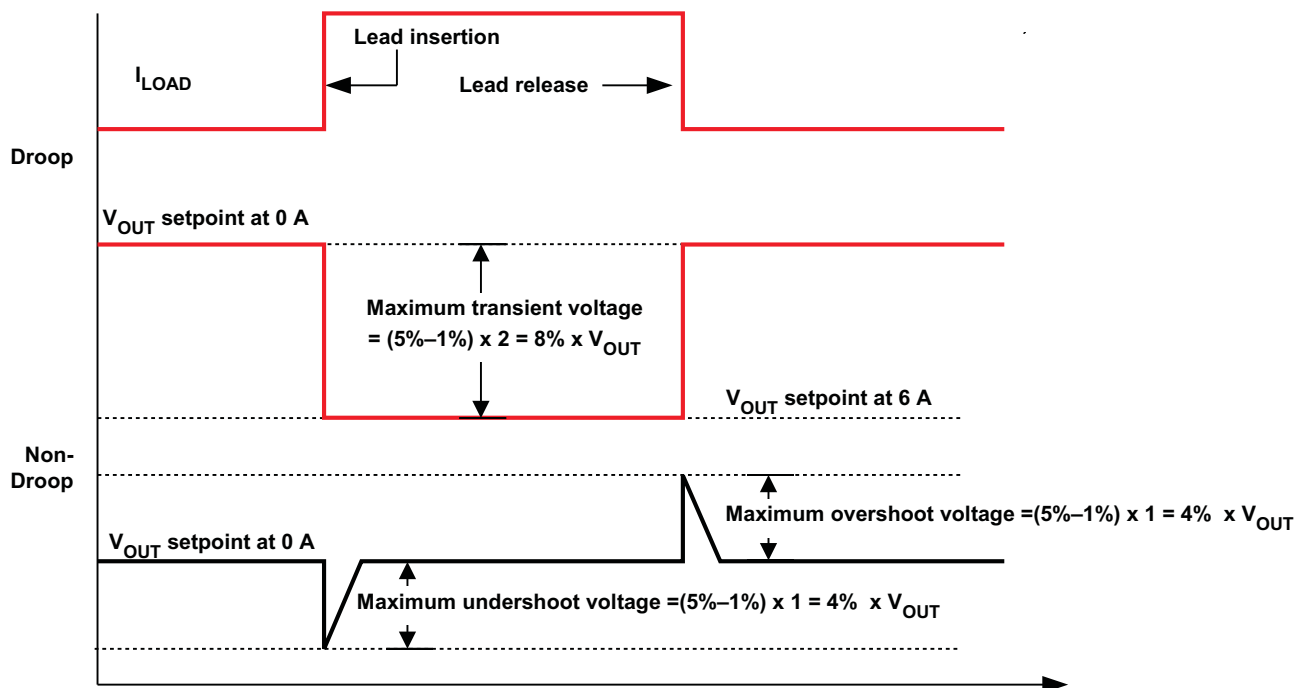 Lead insertion
I_LOAD
Lead release
Droop
V_OUT setpoint at 0 A
Maximum transient voltage
= (5%–1%) x 2 = 8% x V_OUT
V_OUT setpoint at 6 A
Non-
Droop
Maximum overshoot voltage =(5%–1%) x 1 = 4% x V_OUT
V_OUT setpoint at 0 A
Maximum undershoot voltage =(5%–1%) x 1 = 4% x V_OUT